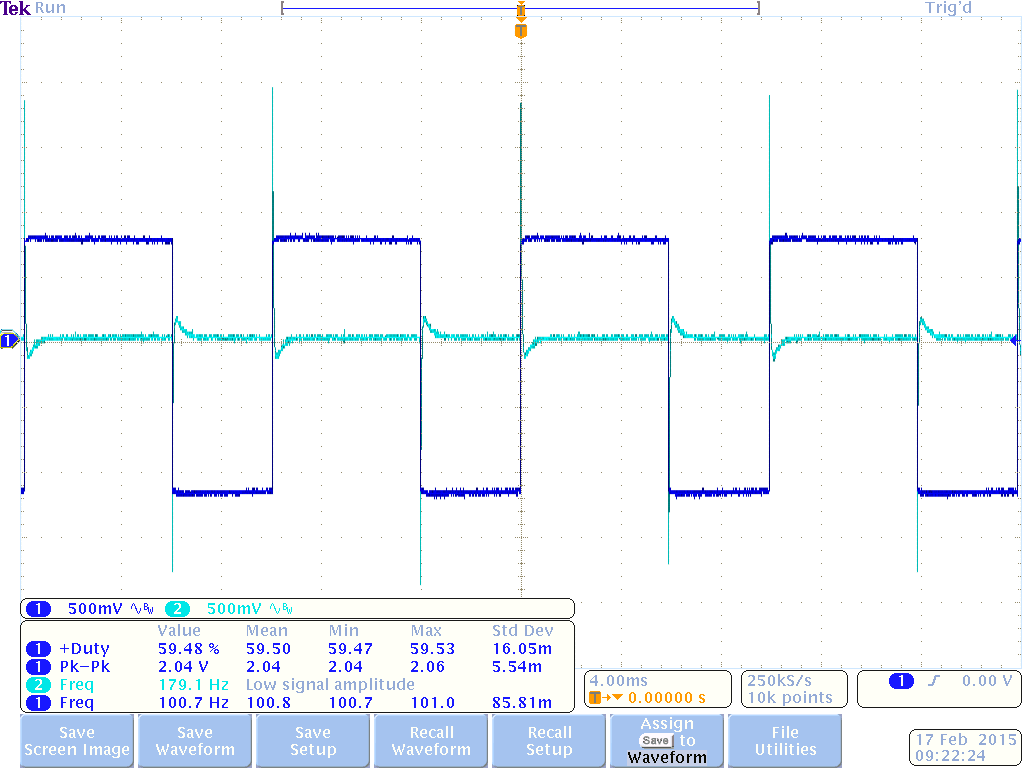 Tek Run Trig'd
T
T
1
1 500mV 2 500mV
Value Mean Min Max Std Dev
1 +Duty 59.48 % 59.50 59.47 59.53 16.05m
1 Pk-Pk 2.04 V 2.04 2.04 2.06 5.54m
2 Freq 179.1 Hz Low signal amplitude
1 Freq 100.7 Hz 100.8 100.7 101.0 85.81m
4.00ms
T 0.00000 s
250kS/s
10k points
1 0.00 V
Save
Screen Image
Save
Waveform
Save
Setup
Recall
Waveform
Recall
Setup
Assign
Save to
Waveform
File
Utilities
17 Feb 2015
09:22:24